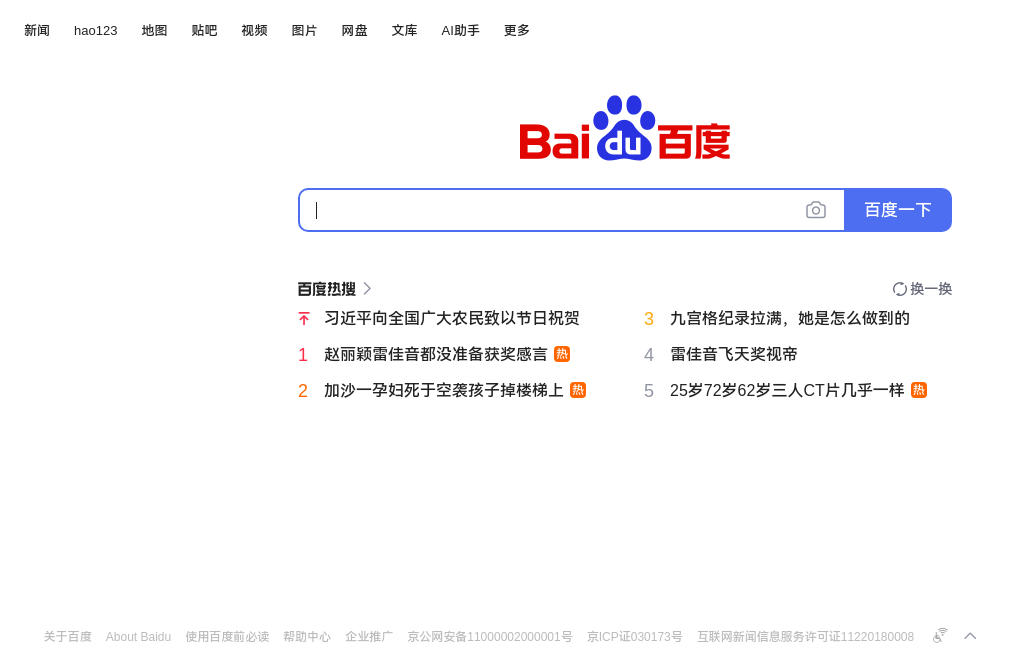 新闻 hao123 地图 贴吧 视频 图片 网盘 文库 AI助手 更多
Bai du 百度
百度一下
百度热搜 换一换
习近平向全国广大农民致以节日祝贺
1 赵丽颖雷佳音都没准备获奖感言 热
2 加沙一孕妇死于空袭孩子掉楼梯上 热
3 九宫格纪录拉满，她是怎么做到的
4 雷佳音飞天奖视帝
5 25岁72岁62岁三人CT片几乎一样 热
关于百度 About Baidu 使用百度前必读 帮助中心 企业推广 京公网安备11000002000001号 京ICP证030173号 互联网新闻信息服务许可证11220180008